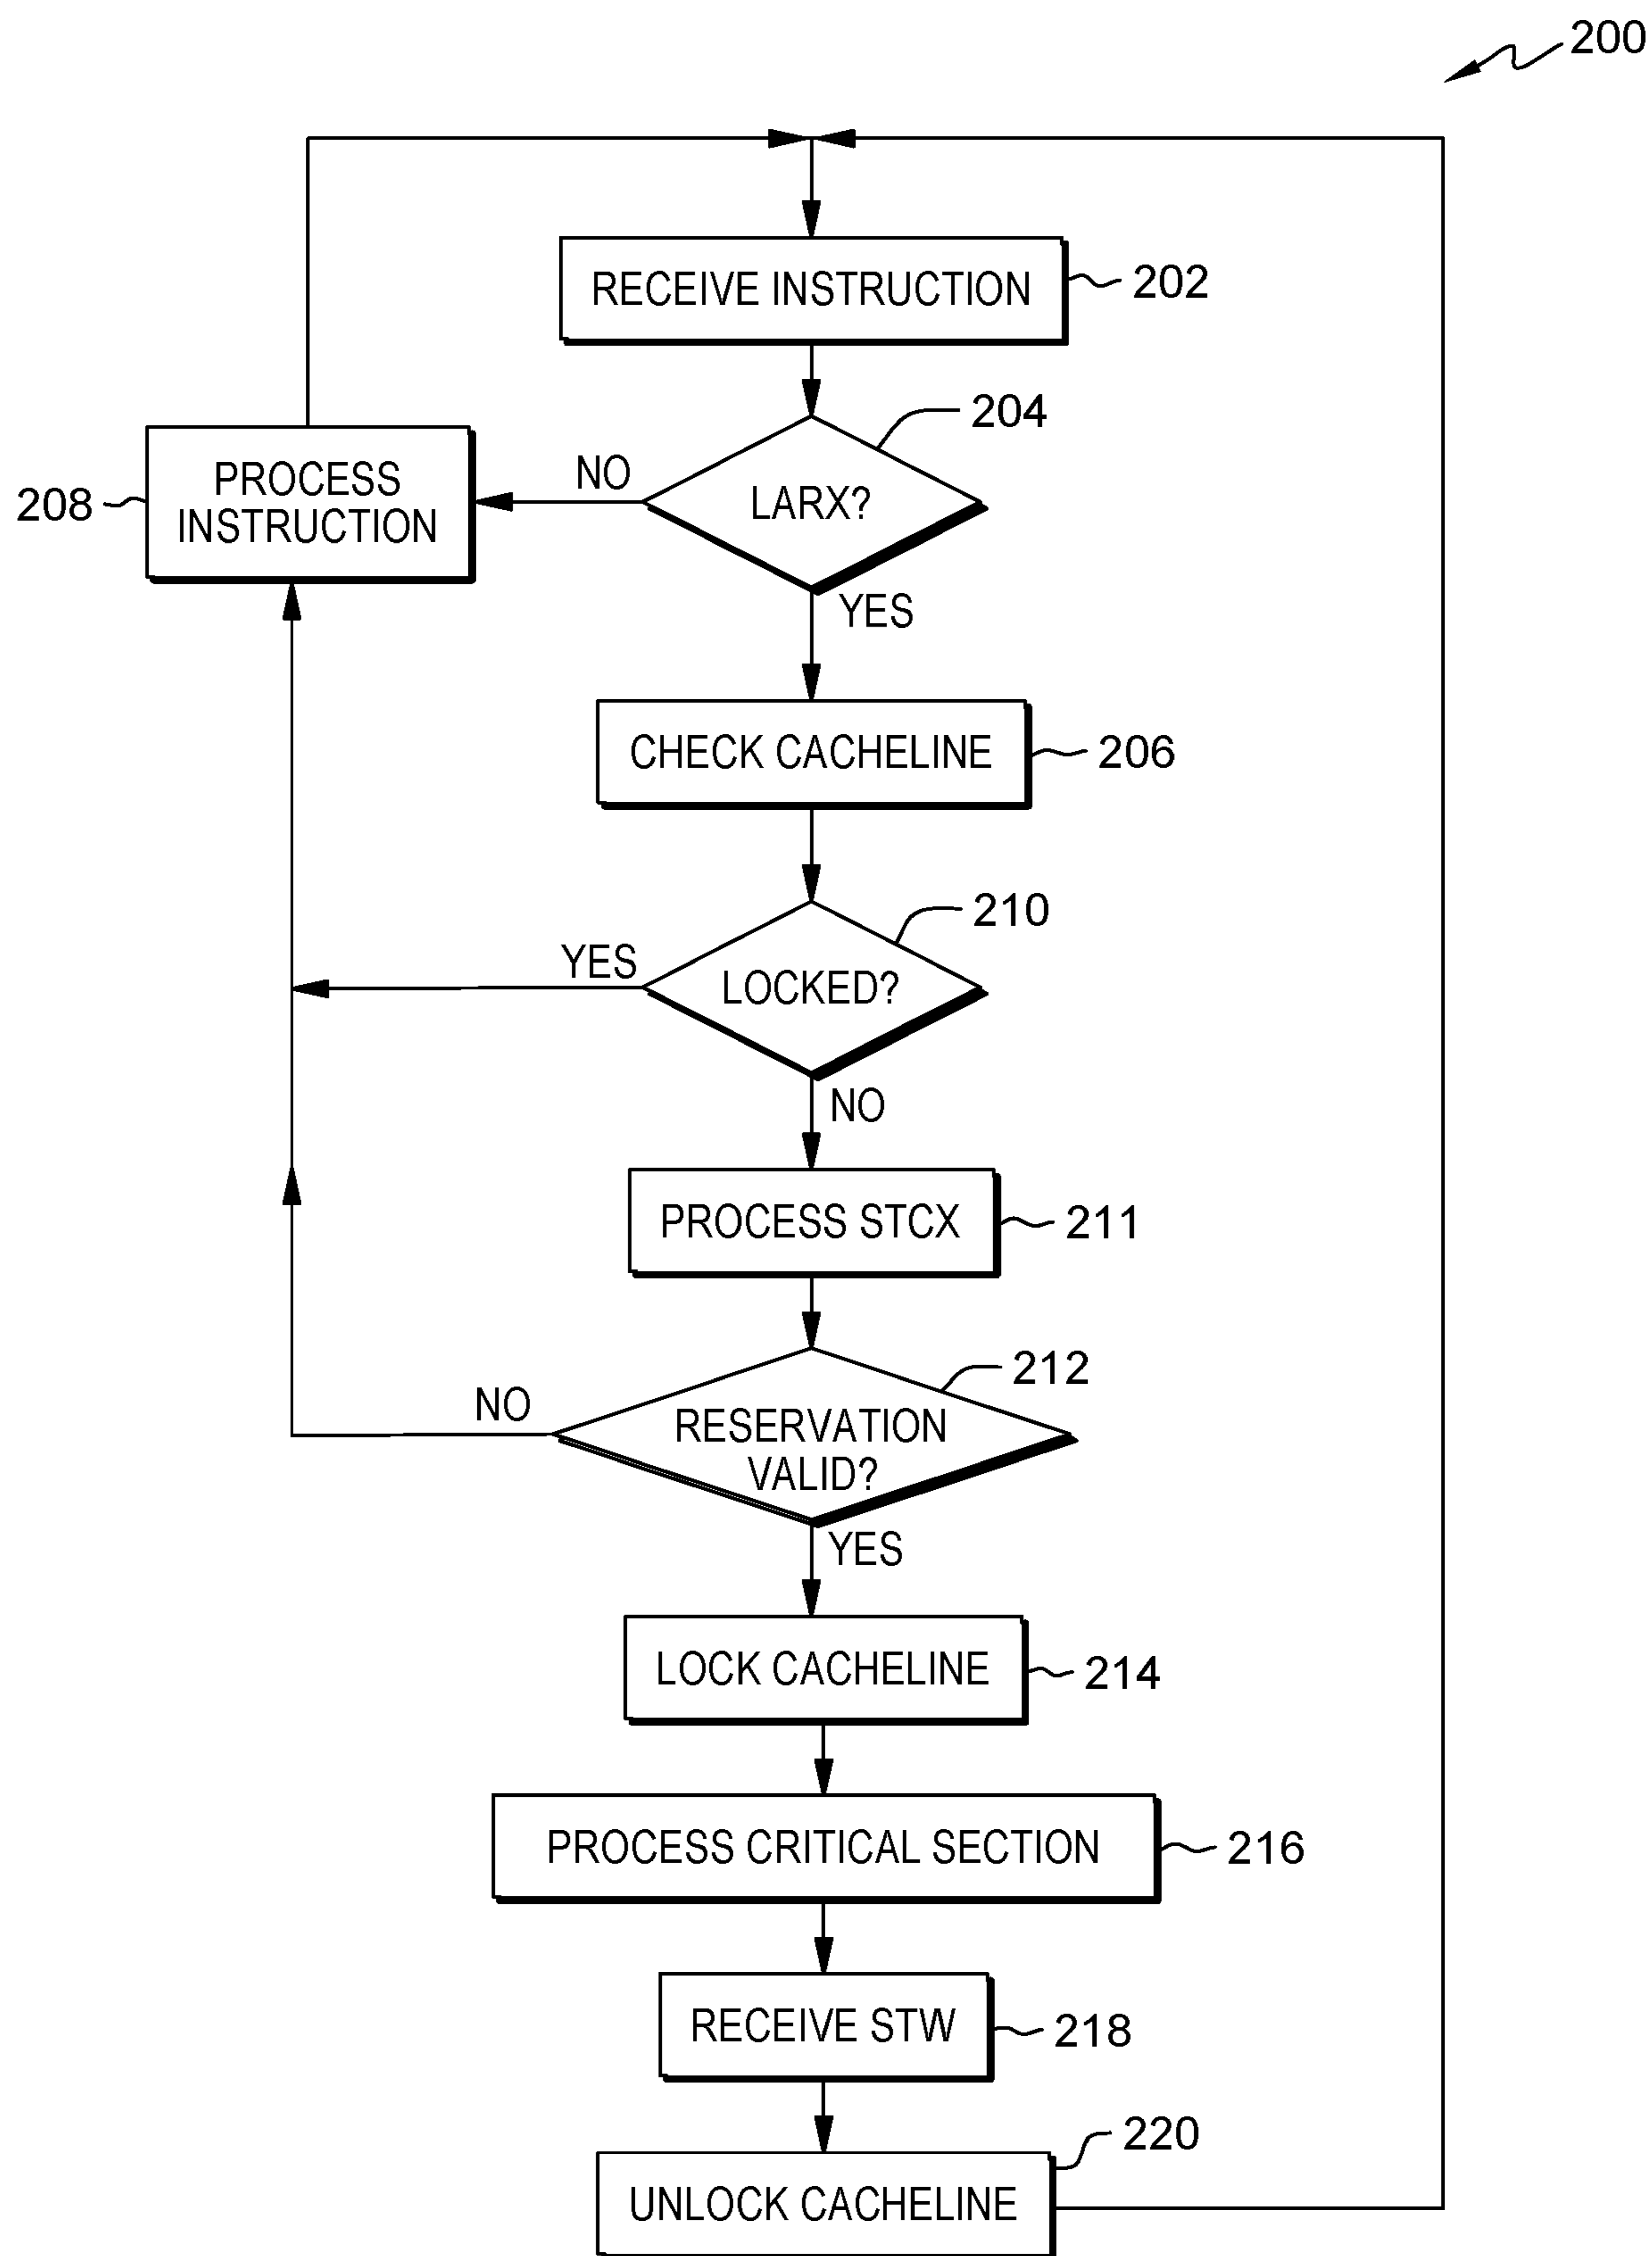 200
RECEIVE INSTRUCTION
202
204
LARX?
NO
YES
PROCESS
INSTRUCTION
208
CHECK CACHELINE
206
210
LOCKED?
YES
NO
PROCESS STCX
211
212
RESERVATION
VALID?
NO
YES
LOCK CACHELINE
214
PROCESS CRITICAL SECTION
216
RECEIVE STW
218
220
UNLOCK CACHELINE